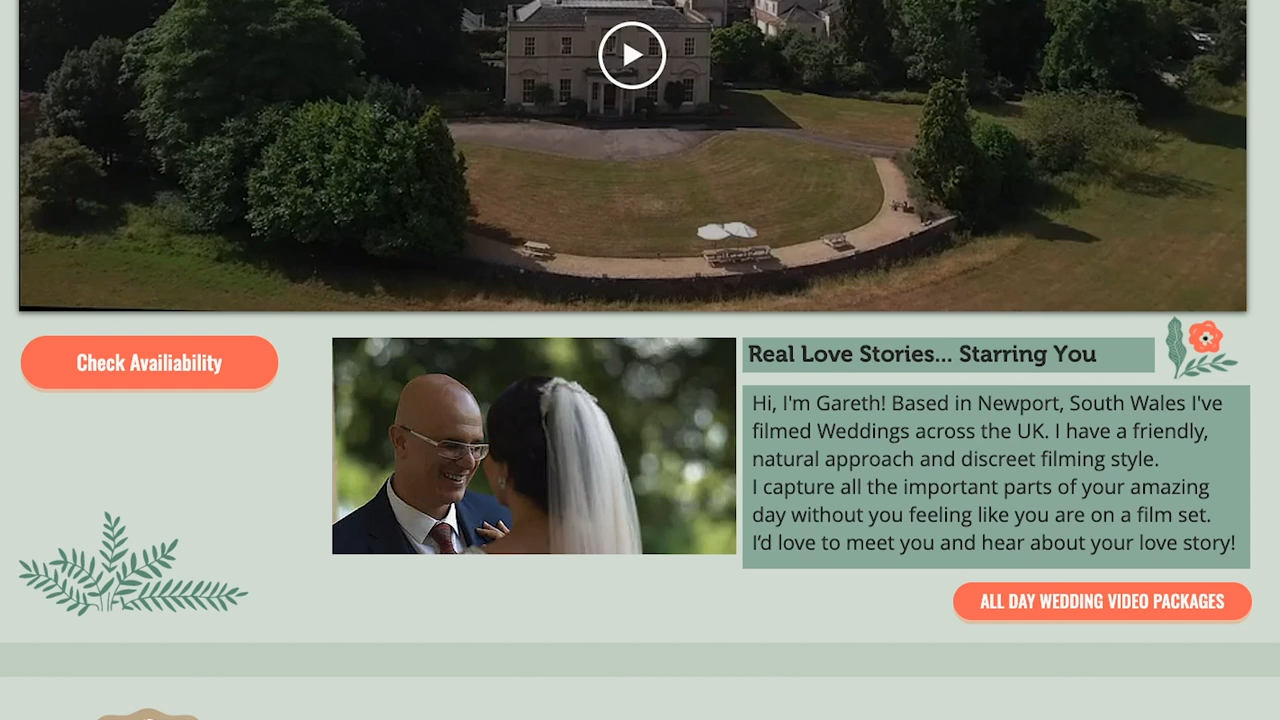 Check Availiability
Real Love Stories... Starring You
Hi, I'm Gareth! Based in Newport, South Wales I've
filmed Weddings across the UK. I have a friendly,
natural approach and discreet filming style.
I capture all the important parts of your amazing
day without you feeling like you are on a film set.
I’d love to meet you and hear about your love story!
ALL DAY WEDDING VIDEO PACKAGES